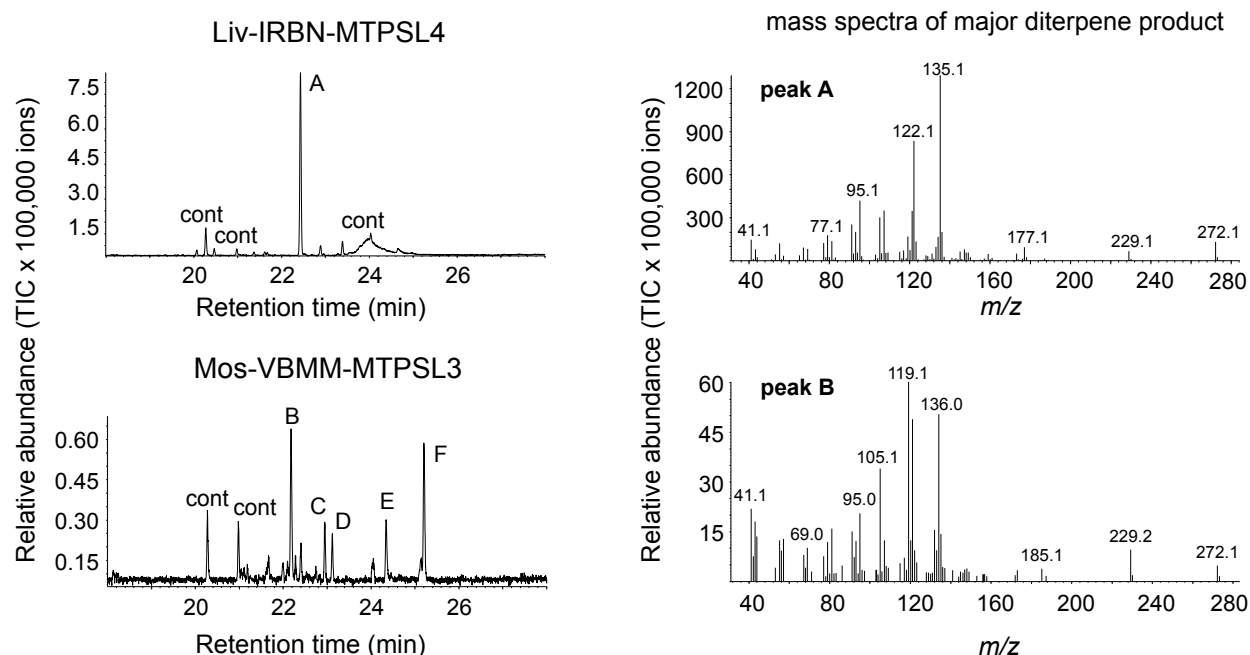 Liv-IRBN-MTPSL4
mass spectra of major diterpene product
Relative abundance (TIC x 100,000 ions)
7.5
6.0
4.5
3.0
1.5
A
cont
cont
cont
20
22
24
26
Retention time (min)
Relative abundance (TIC x 100,000 ions)
1200
900
600
300
peak A
135.1
122.1
95.1
41.1
77.1
177.1
229.1
272.1
40
80
120
160
200
240
280
m/z
Mos-VBMM-MTPSL3
0.60
0.45
0.30
0.15
cont
cont
B
C
D
E
F
20
22
24
26
Retention time (min)
60
45
30
15
peak B
119.1
136.0
105.1
41.1
69.0
95.0
185.1
229.2
272.1
40
80
120
160
200
240
280
m/z